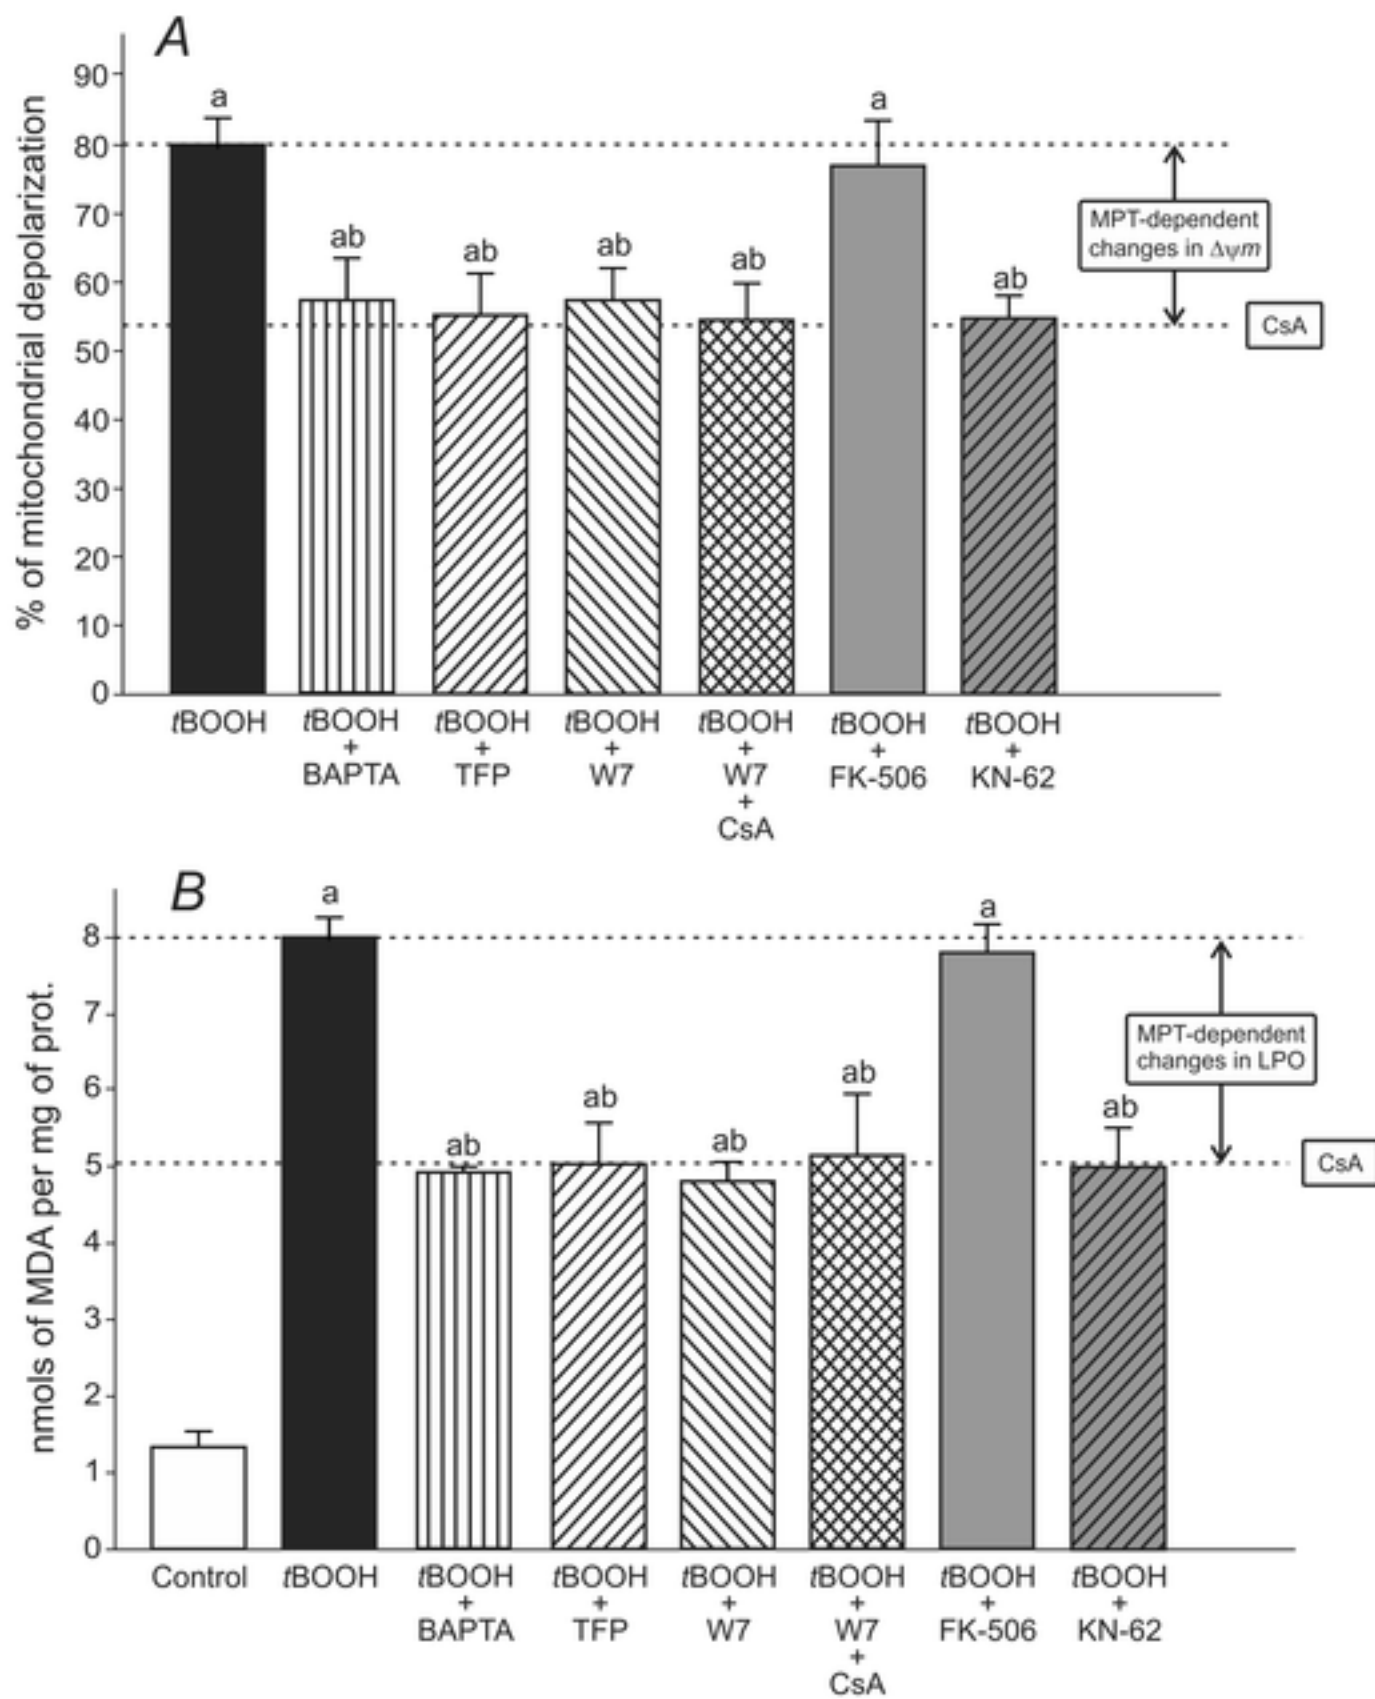 A
% of mitochondrial depolarization
90
80
70
60
50
40
30
20
10
0
a
ab
ab
ab
ab
a
ab
MPT-dependent
changes in Δψm
CsA
tBOOH
tBOOH
+
BAPTA
tBOOH
+
TFP
tBOOH
+
W7
tBOOH
+
W7
+
CsA
tBOOH
+
FK-506
tBOOH
+
KN-62
B
nmols of MDA per mg of prot.
8
7
6
5
4
3
2
1
0
a
ab
ab
ab
ab
a
ab
MPT-dependent
changes in LPO
CsA
Control
tBOOH
tBOOH
+
BAPTA
tBOOH
+
TFP
tBOOH
+
W7
tBOOH
+
W7
+
CsA
tBOOH
+
FK-506
tBOOH
+
KN-62